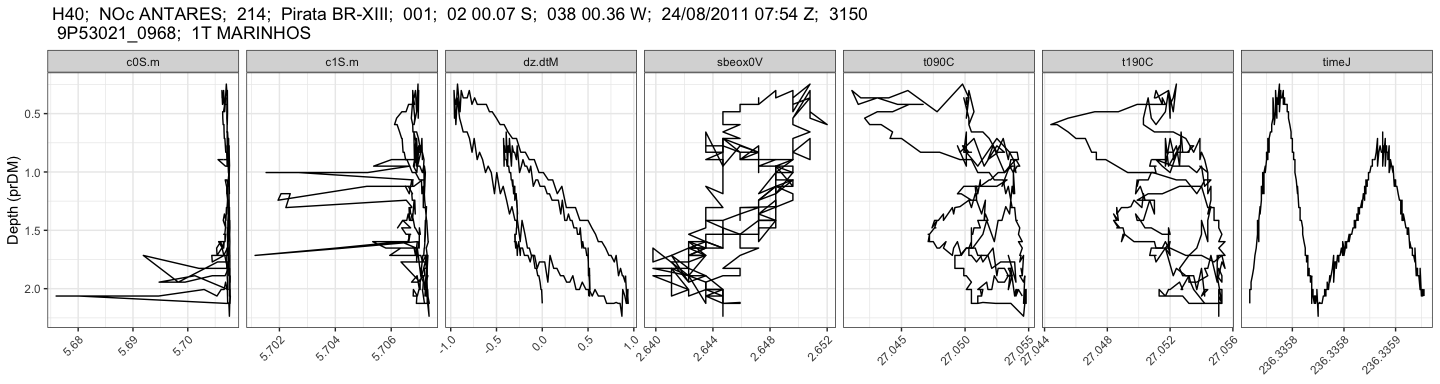 H40;  NOc ANTARES;  214;  Pirata BR-XIII;  001;  02 00.07 S;  038 00.36 W;  24/08/2011 07:54 Z;  3150
9P53021_0968;  1T MARINHOS
c0S.m c1S.m dz.dtM sbeox0V t090C t190C timeJ
Depth (prDM)
0.5
1.0
1.5
2.0
5.68 5.69 5.70 5.702 5.704 5.706 -1.0 -0.5 0.0 0.5 1.0 2.640 2.644 2.648 2.652 27.045 27.050 27.055 27.044 27.048 27.052 27.056 236.3358 236.3358 236.3359